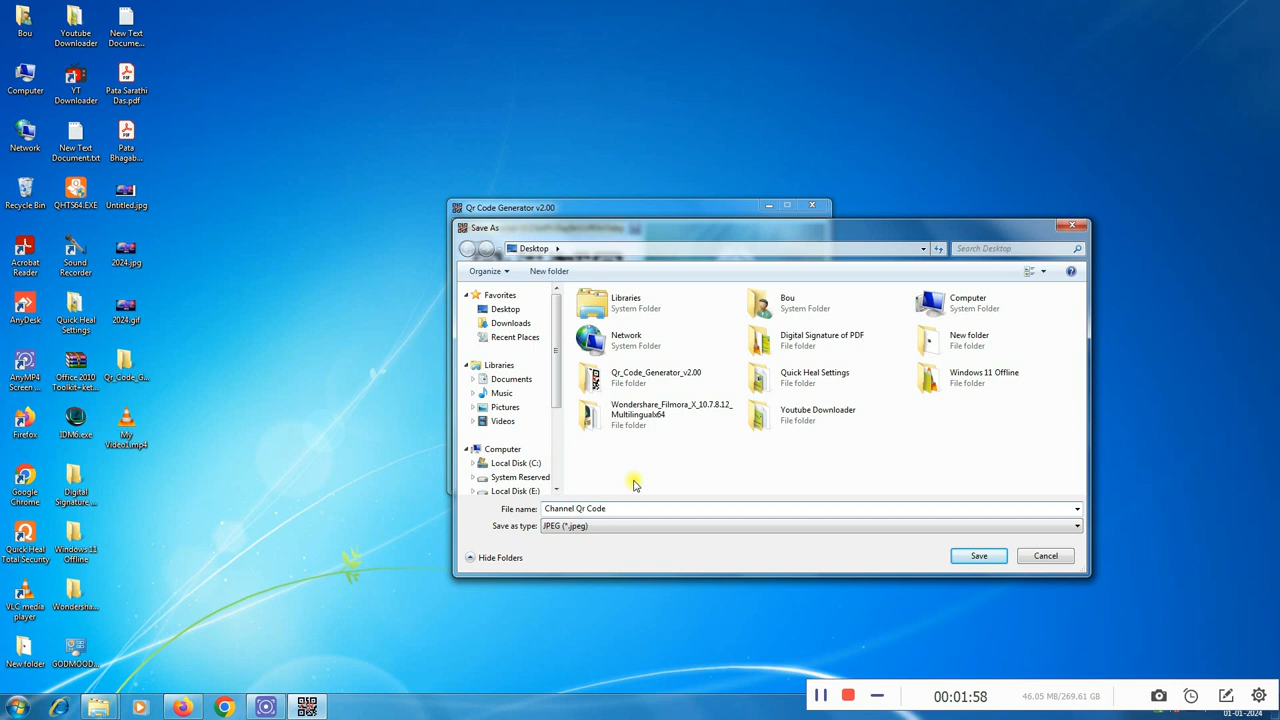 Bou
Youtube
Downloader
New Text
Docume...
Computer
YT
Downloader
Pata Sarathi
Das.pdf
Network
New Text
Document.txt
Pata
Bhagab...
Recycle Bin
QHTS64.EXE
Untitled.jpg
Acrobat
Reader
Sound
Recorder
2024.jpg
AnyDesk
Quick Heal
Settings
2024.gif
AnyMP4
Screen ...
Office 2010
Toolkit+ket...
Qr_Code_G...
Firefox
IDM6.exe
My
Video1.mp4
Google
Chrome
Digital
Signature ...
Quick Heal
Total Security
Windows 11
Offline
VLC media
player
Wondersha...
New folder
GODMOOD...
Qr Code Generator v2.00
Save As
Desktop
Search Desktop
Organize
New folder
Favorites
Desktop
Downloads
Recent Places
Libraries
Documents
Music
Pictures
Videos
Computer
Local Disk (C:)
System Reserved
Local Disk (E:)
Libraries
System Folder
Bou
System Folder
Computer
System Folder
Network
System Folder
Digital Signature of PDF
File folder
New folder
File folder
Qr_Code_Generator_v2.00
File folder
Quick Heal Settings
File folder
Windows 11 Offline
File folder
Wondershare_Filmora_X_10.7.8.12_
Multilingualx64
File folder
Youtube Downloader
File folder
File name: Channel Qr Code
Save as type: JPEG (*.jpeg)
Hide Folders
Save
Cancel
00:01:58
46.05 MB/269.61 GB
01-01-2024